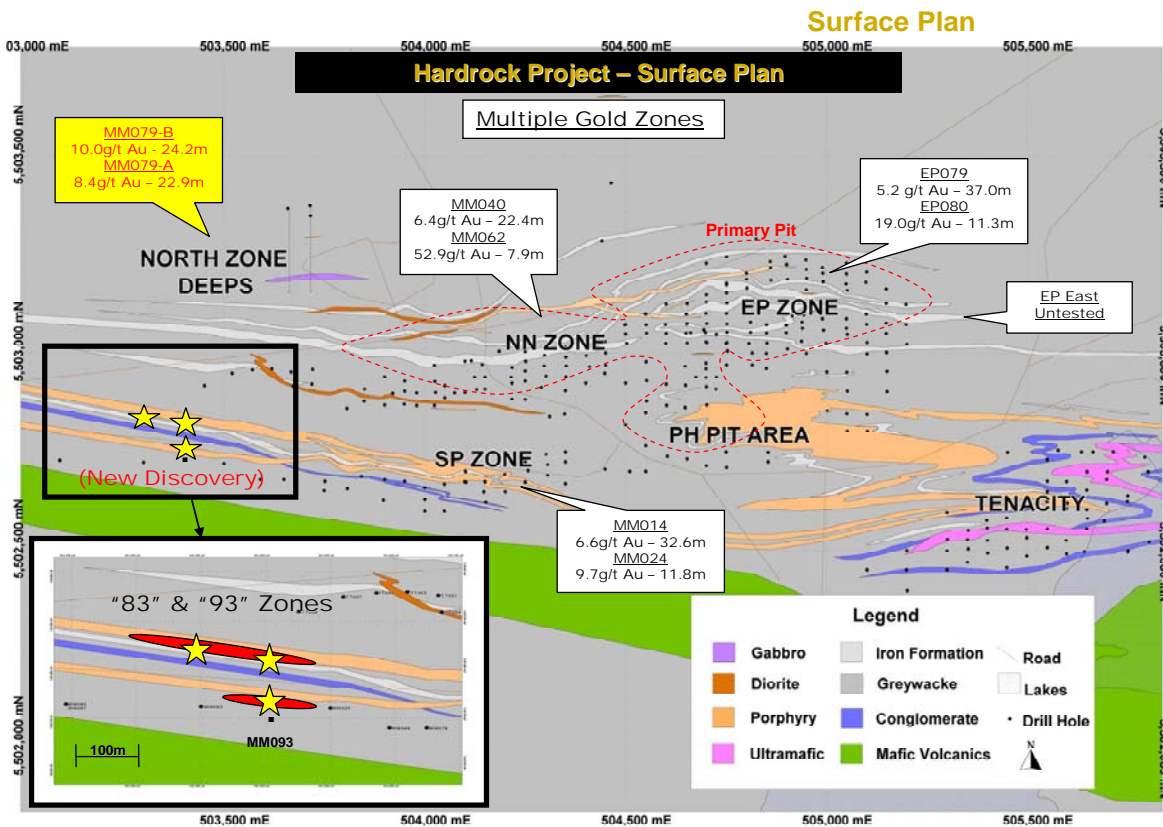 Surface Plan
03,000 mE
503,500 mE
504,000 mE
504,500 mE
505,000 mE
505,500 mE
Hardrock Project – Surface Plan
Multiple Gold Zones
5,503,500 mN
MM079-B
10.0g/t Au - 24.2m
MM079-A
8.4g/t Au – 22.9m
MM040
6.4g/t Au – 22.4m
MM062
52.9g/t Au – 7.9m
EP079
5.2 g/t Au – 37.0m
EP080
19.0g/t Au – 11.3m
Primary Pit
NORTH ZONE
DEEPS
EP ZONE
EP East
Untested
NN ZONE
5,503,000 mN
PH PIT AREA
SP ZONE
(New Discovery)
TENACITY
MM014
6.6g/t Au – 32.6m
MM024
9.7g/t Au – 11.8m
5,502,500 mN
"83" & "93" Zones
MM093
100m
Legend
Gabbro
Iron Formation
Road
Diorite
Greywacke
Lakes
Porphyry
Conglomerate
Drill Hole
Ultramafic
Mafic Volcanics
N
5,502,000 mN
503,500 mE
504,000 mE
504,500 mE
505,000 mE
505,500 mE